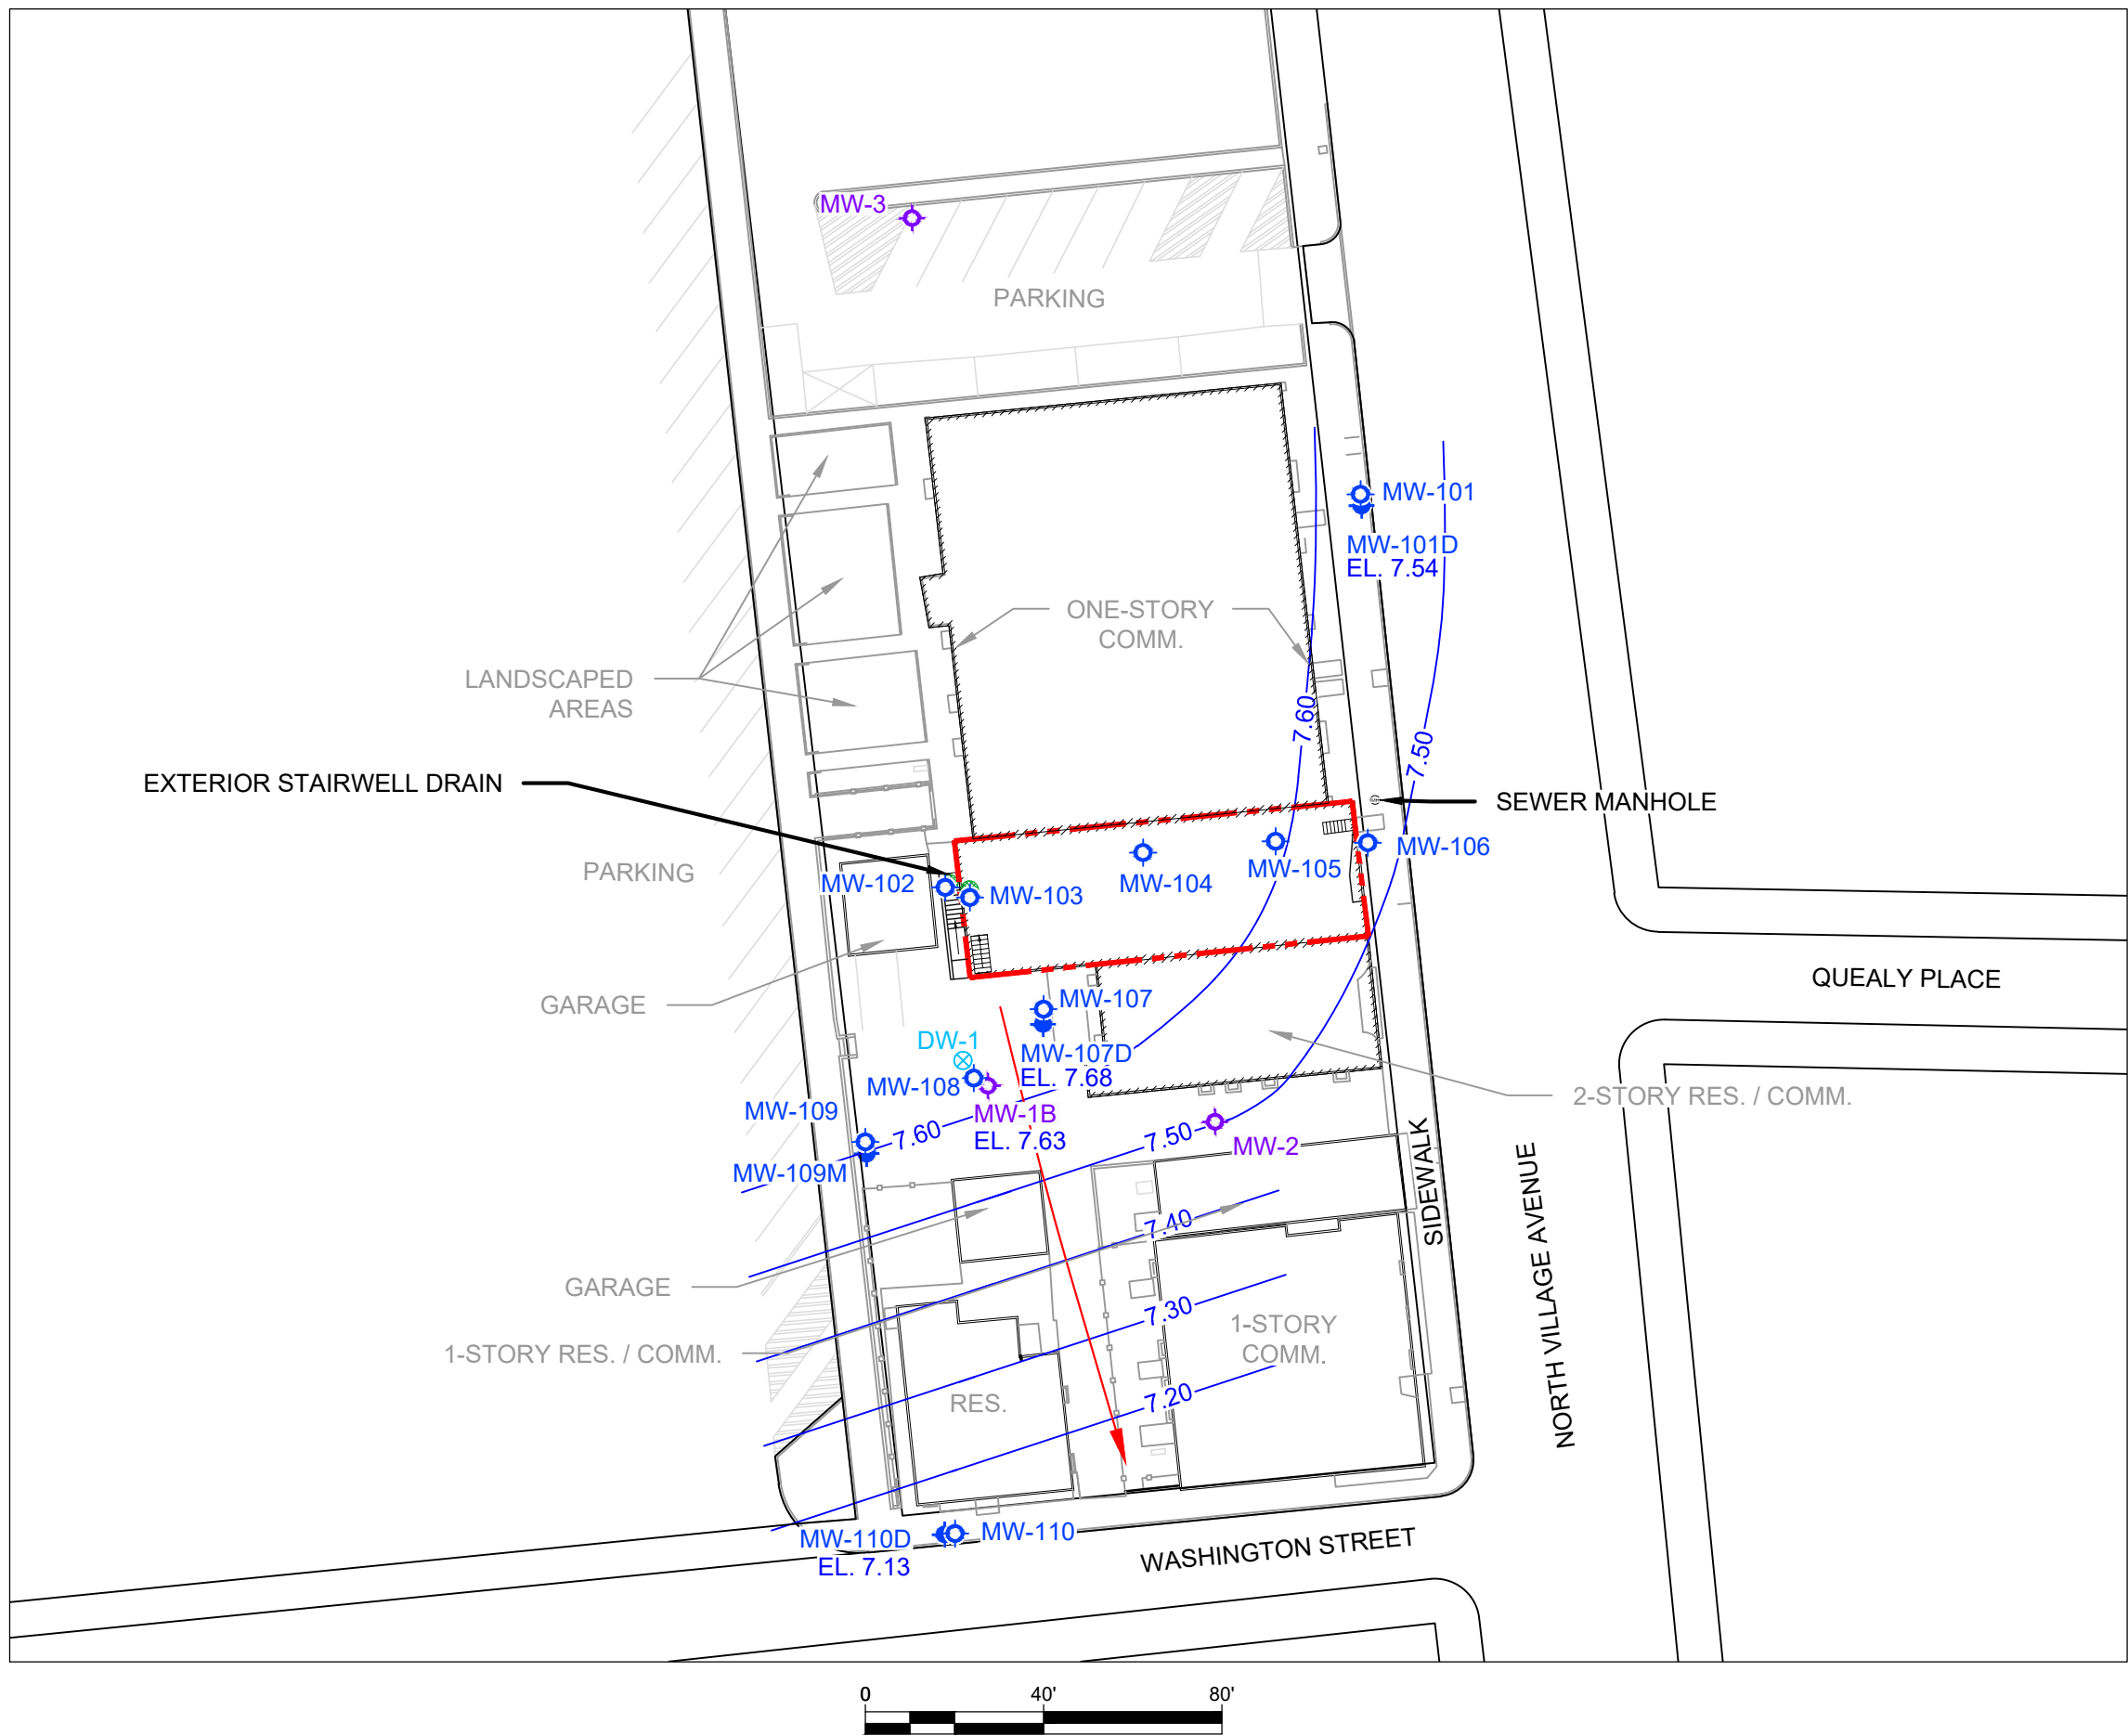 MW-3
PARKING
MW-101
MW-101D
EL. 7.54
ONE-STORY
COMM.
LANDSCAPED
AREAS
7.60
7.50
EXTERIOR STAIRWELL DRAIN
SEWER MANHOLE
PARKING
MW-102
MW-103
MW-104
MW-105
MW-106
QUEALY PLACE
GARAGE
MW-107
DW-1
MW-107D
EL. 7.68
MW-108
2-STORY RES. / COMM.
MW-109
MW-1B
EL. 7.63
7.60
7.50
MW-2
MW-109M
SIDEWALK
NORTH VILLAGE AVENUE
7.40
GARAGE
7.30
1-STORY
COMM.
1-STORY RES. / COMM.
7.20
RES.
MW-110D
EL. 7.13
MW-110
WASHINGTON STREET
0 40' 80'